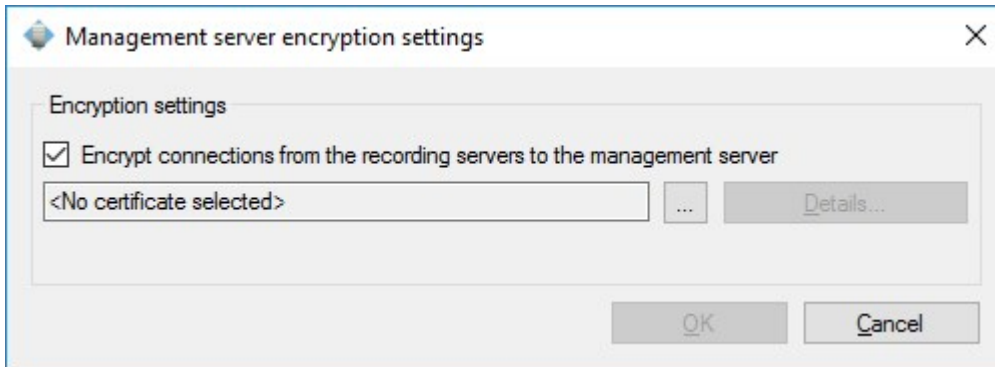 Management server encryption settings
Encryption settings
Encrypt connections from the recording servers to the management server
<No certificate selected>
...
Details...
OK
Cancel